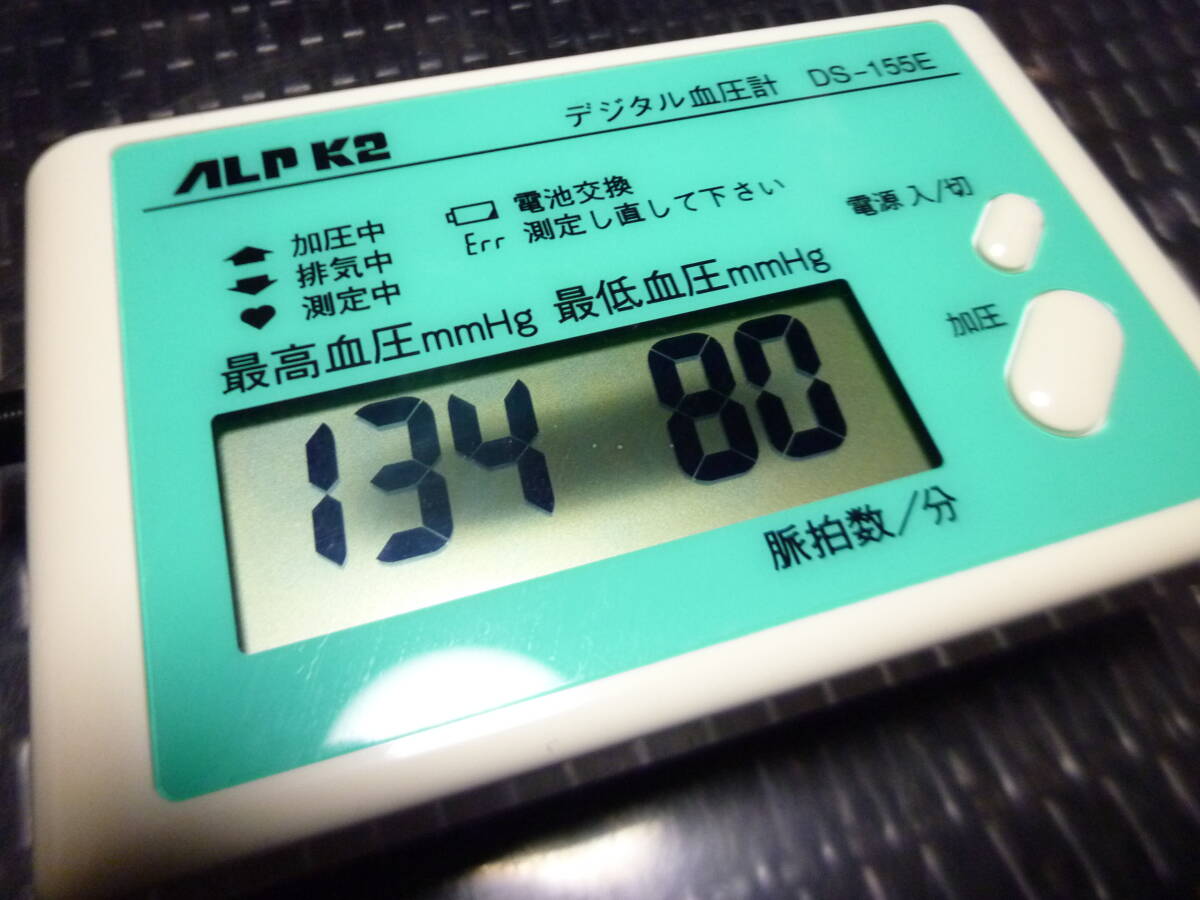 デジタル血圧計 DS-155E
ALP K2
電池交換
Err 測定し直して下さい
加圧中
排気中
測定中
電源 入/切
加圧
最高血圧mmHg 最低血圧mmHg
134 80
脈拍数/分